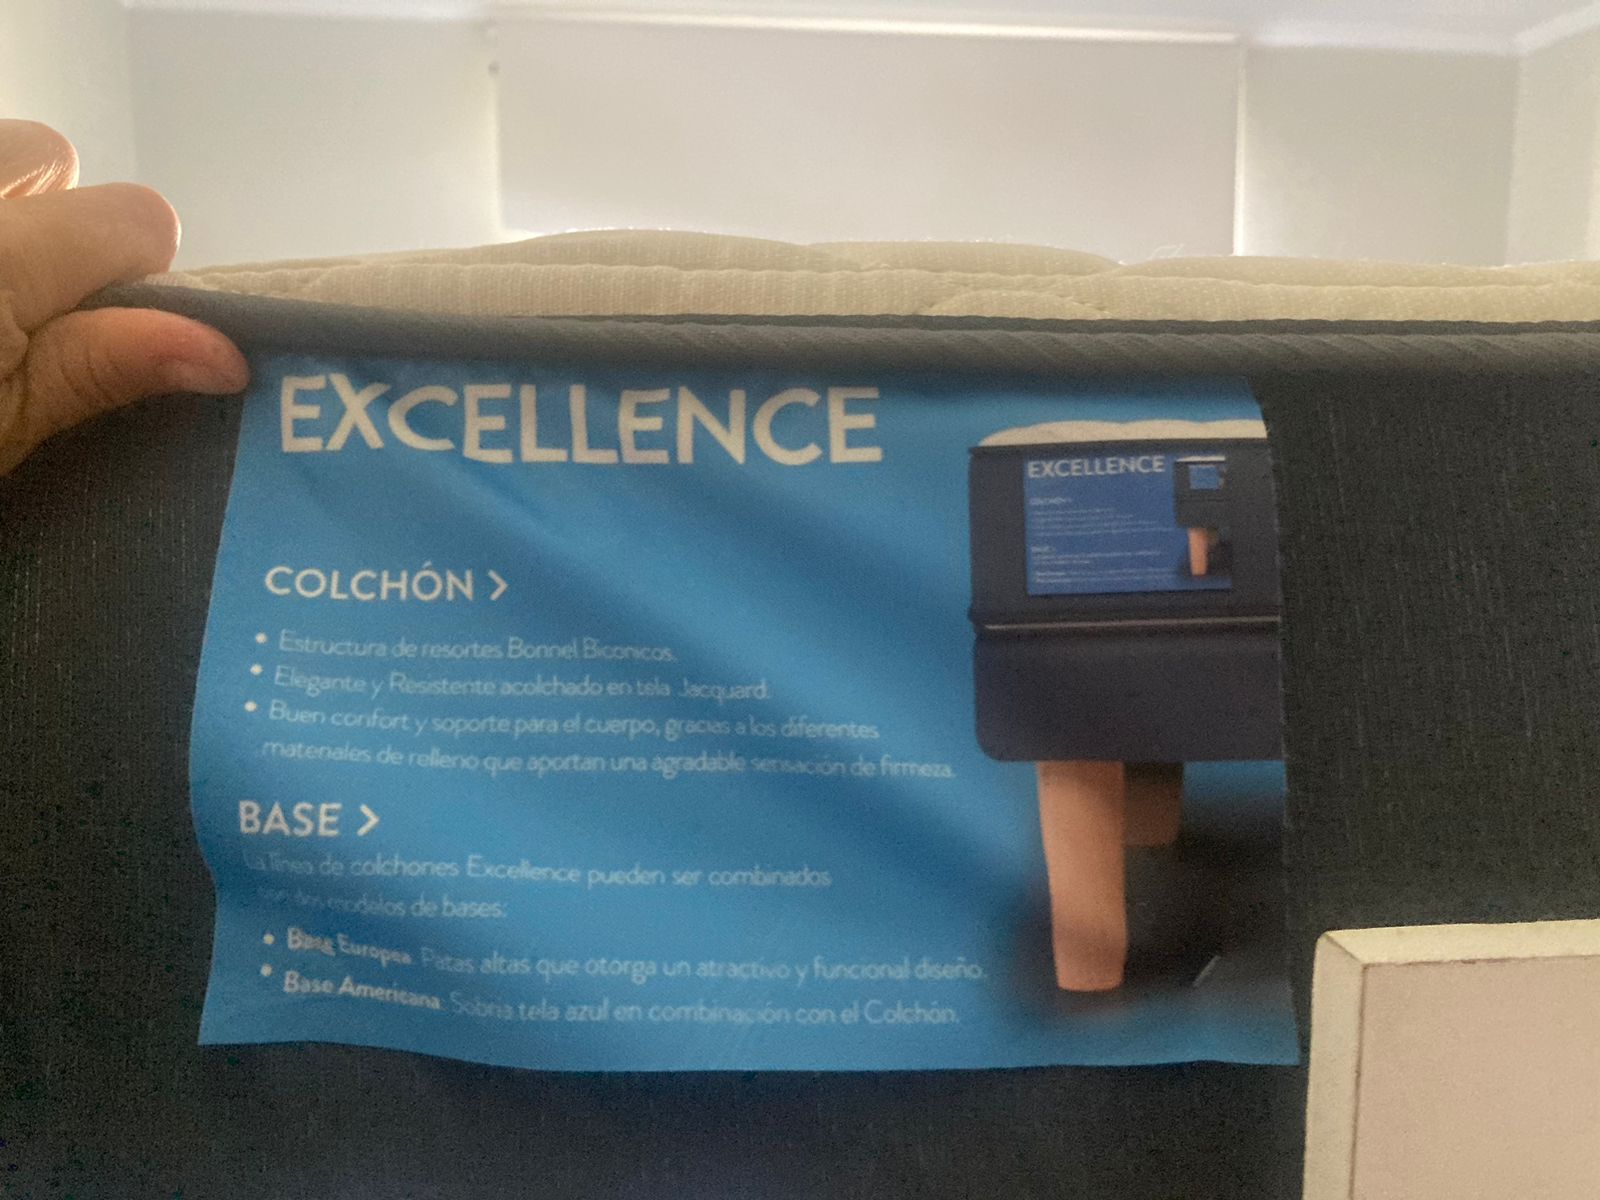 EXCELLENCE
EXCELLENCE
COLCHÓN >
• Estructura de resortes Bonnel Biconicos.
• Elegante y Resistente acolchado en tela Jacquard.
• Buen confort y soporte para el cuerpo, gracias a los diferentes
materiales de relleno que aportan una agradable sensación de firmeza.
BASE >
La línea de colchones Excellence pueden ser combinados
con dos modelos de bases:
• Base Europea: Patas altas que otorga un atractivo y funcional diseño.
• Base Americana: Sobria tela azul en combinación con el Colchón.